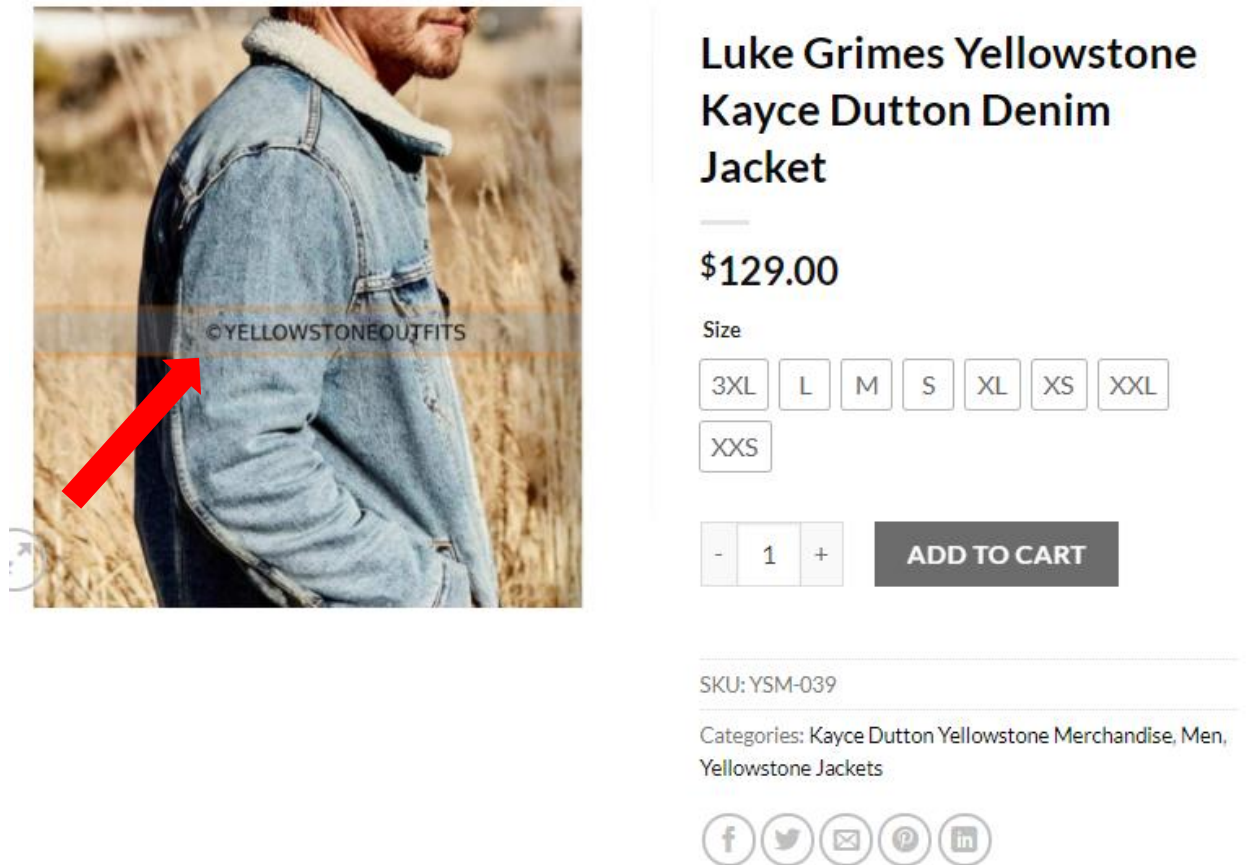 ©YELLOWSTONEOUTFITS
Luke Grimes Yellowstone
Kayce Dutton Denim
Jacket
$129.00
Size
3XL L M S XL XS XXL
XXS
- 1 + ADD TO CART
SKU: YSM-039
Categories: Kayce Dutton Yellowstone Merchandise, Men,
Yellowstone Jackets